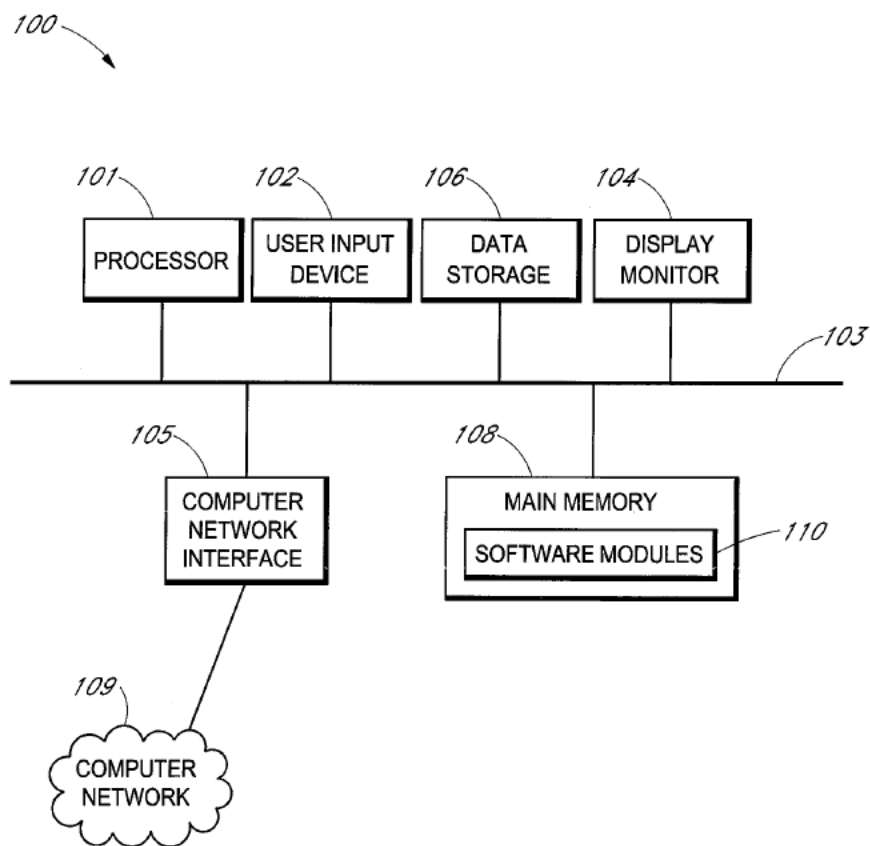 100
101
102
106
104
PROCESSOR
USER INPUT
DEVICE
DATA
STORAGE
DISPLAY
MONITOR
103
105
108
COMPUTER
NETWORK
INTERFACE
MAIN MEMORY
SOFTWARE MODULES
110
109
COMPUTER
NETWORK